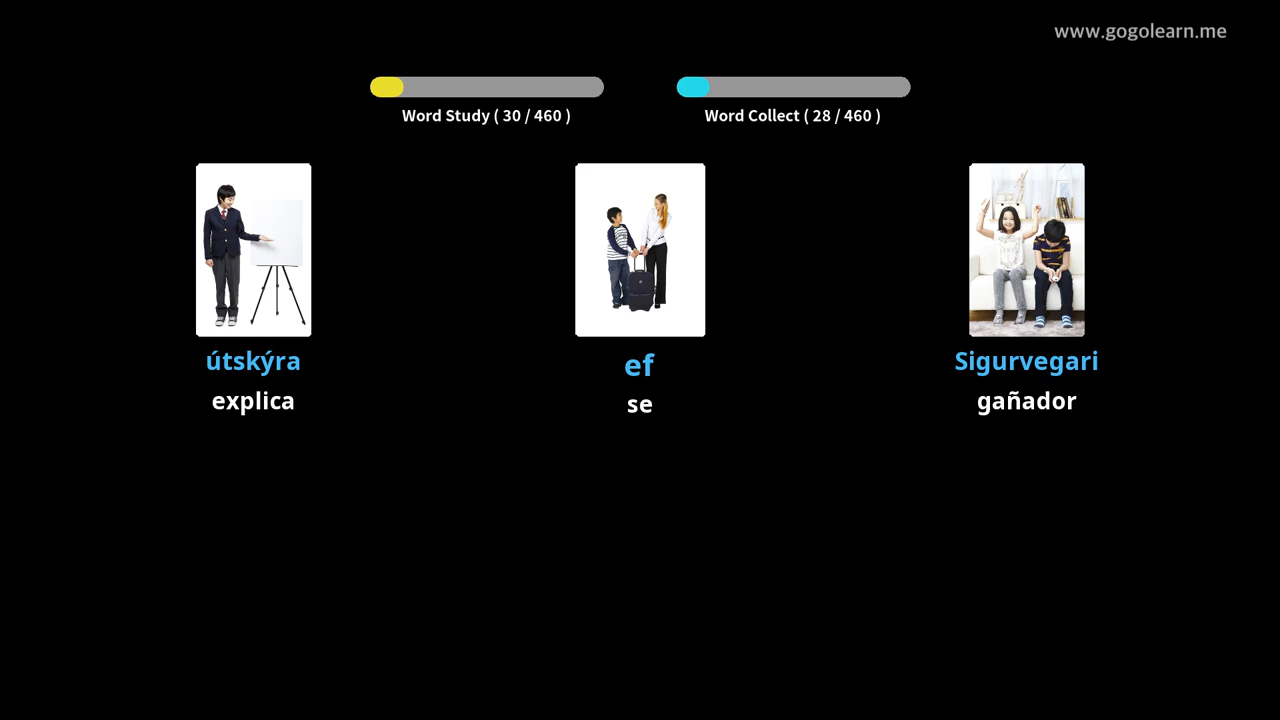 www.gogolearn.me
Word Study ( 30 / 460 )
Word Collect ( 28 / 460 )
útskýra
explica
ef
se
Sigurvegari
gañador